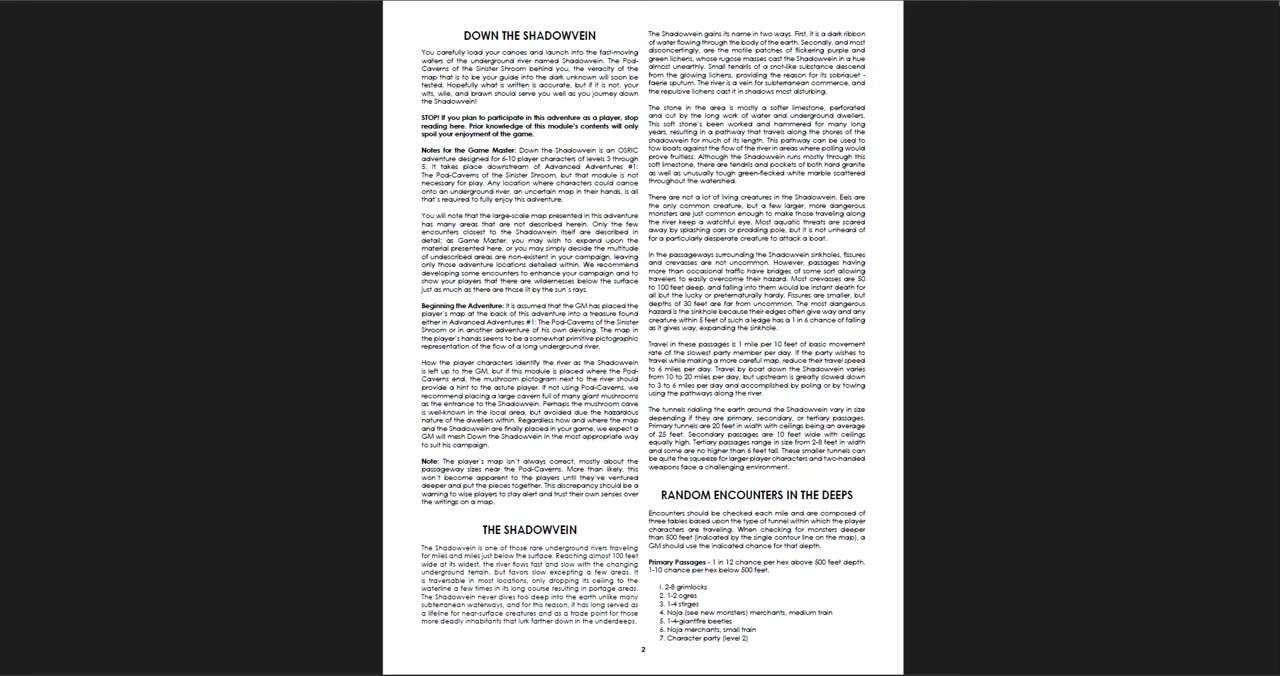 DOWN THE SHADOWVEIN
You carefully load your canoes and launch into the fast-moving
waters of the underground river named Shadowvein. The Pod-
Caverns of the Sinister Shroom behind you, the veracity of the
map that is to be your guide into the dark unknown will soon be
tested. Hopefully what is written is accurate, but if it is not, your
wits, wile, and brawn should serve you well as you journey down
the Shadowvein!
STOP! If you plan to participate in this adventure as a player, stop
reading here. Prior knowledge of this module's contents will only
spoil your enjoyment of the game.
Notes for the Game Master: Down the Shadowvein is an OSRIC
adventure designed for 6-10 player characters of levels 3 through
5. It takes place downstream of Advanced Adventures #1:
The Pod-Caverns of the Sinister Shroom, but that module is not
necessary for play. Any location where characters could canoe
onto an underground river, an uncertain map in their hands, is all
that's required to fully enjoy this adventure.
You will note that the large-scale map presented in this adventure
has many areas that are not described herein. Only the few
encounters closest to the Shadowvein itself are described in
detail; as Game Master, you may wish to expand upon the
material presented here, or you may simply decide the multitude
of undescribed areas are non-existent in your campaign, leaving
only those adventure locations detailed within. We recommend
developing some encounters to enhance your campaign and to
show your players that there are wildernesses below the surface
just as much as there are those lit by the sun's rays.
Beginning the Adventure: It is assumed that the GM has placed the
player's map at the back of this adventure into a treasure found
either in Advanced Adventures #1: The Pod-Caverns of the Sinister
Shroom or in another adventure of his own devising. The map in
the player's hands seems to be a somewhat primitive pictographic
representation of the flow of a long underground river.
How the player characters identify the river as the Shadowvein
is left up to the GM, but if this module is placed where the Pod-
Caverns end, the mushroom pictogram next to the river should
provide a hint to the astute player. If not using Pod-Caverns, we
recommend placing a large cavern full of many giant mushrooms
as the entrance to the Shadowvein. Perhaps the mushroom cave
is well-known in the local area, but avoided due the hazardous
nature of the dwellers within. Regardless how and where the map
and the Shadowvein are finally placed in your game, we expect a
GM will mesh Down the Shadowvein in the most appropriate way
to suit his campaign.
Note: The player's map isn't always correct, mostly about the
passageway sizes near the Pod-Caverns. More than likely, this
won't become apparent to the players until they've ventured
deeper and put the pieces together. This discrepancy should be a
warning to wise players to stay alert and trust their own senses over
the writings on a map.
THE SHADOWVEIN
The Shadowvein is one of those rare underground rivers traveling
for miles and miles just below the surface. Reaching almost 100 feet
wide at its widest, the river flows fast and slow with the changing
underground terrain, but favors slow excepting a few areas. It
is traversable in most locations, only dropping its ceiling to the
waterline a few times in its long course resulting in portage areas.
The Shadowvein never dives too deep into the earth unlike many
subterranean waterways, and for this reason, it has long served as
a lifeline for near-surface creatures and as a trade point for those
more deadly inhabitants that lurk farther down in the underdeeps.
The Shadowvein gains its name in two ways. First, it is a dark ribbon
of water flowing through the body of the earth. Secondly, and most
disconcertingly, are the motile patches of flickering purple and
green lichens, whose rugose masses cast the Shadowvein in a hue
almost unearthly. Small tendrils of a snot-like substance descend
from the glowing lichens, providing the reason for its sobriquet -
faerie sputum. The river is a vein for subterranean commerce, and
the repulsive lichens cast it in shadows most disturbing.
The stone in the area is mostly a softer limestone, perforated
and cut by the long work of water and underground dwellers.
This soft stone's been worked and hammered for many long
years, resulting in a pathway that travels along the shores of the
shadowvein for much of its length. This pathway can be used to
tow boats against the flow of the river in areas where polling would
prove fruitless. Although the Shadowvein runs mostly through this
soft limestone, there are tendrils and pockets of both hard granite
as well as unusually tough green-flecked white marble scattered
throughout the watershed.
There are not a lot of living creatures in the Shadowvein. Eels are
the only common creature, but a few larger, more dangerous
monsters are just common enough to make those traveling along
the river keep a watchful eye. Most aquatic threats are scared
away by splashing oars or prodding pole, but it is not unheard of
for a particularly desperate creature to attack a boat.
In the passageways surrounding the Shadowvein sinkholes, fissures
and crevasses are not uncommon. However, passages having
more than occasional traffic have bridges of some sort allowing
travelers to easily overcome their hazard. Most crevasses are 50
to 100 feet deep, and falling into them would be instant death for
all but the lucky or preternaturally hardy. Fissures are smaller, but
depths of 30 feet are far from uncommon. The most dangerous
hazard is the sinkhole because their edges often give way and any
creature within 5 feet of such a ledge has a 1 in 6 chance of falling
as it gives way, expanding the sinkhole.
Travel in these passages is 1 mile per 10 feet of basic movement
rate of the slowest party member per day. If the party wishes to
travel while making a more careful map, reduce their travel speed
to 6 miles per day. Travel by boat down the Shadowvein varies
from 10 to 20 miles per day, but upstream is greatly slowed down
to 3 to 6 miles per day and accomplished by poling or by towing
using the pathways along the river.
The tunnels riddling the earth around the Shadowvein vary in size
depending if they are primary, secondary, or tertiary passages.
Primary tunnels are 20 feet in width with ceilings being an average
of 25 feet. Secondary passages are 10 feet wide with ceilings
equally high. Tertiary passages range in size from 2-8 feet in width
and some are no higher than 6 feet tall. These smaller tunnels can
be quite the squeeze for larger player characters and two-handed
weapons face a challenging environment.
RANDOM ENCOUNTERS IN THE DEEPS
Encounters should be checked each mile and are composed of
three tables based upon the type of tunnel within which the player
characters are traveling. When checking for monsters deeper
than 500 feet (indicated by the single contour line on the map), a
GM should use the indicated chance for that depth.
Primary Passages - 1 in 12 chance per hex above 500 feet depth,
1-10 chance per hex below 500 feet.
1. 2-8 grimlocks
2. 1-2 ogres
3. 1-4 stirges
4. Noja (see new monsters) merchants, medium train
5. 1-4-giantfire beetles
6. Noja merchants, small train
7. Character party (level 2)
2